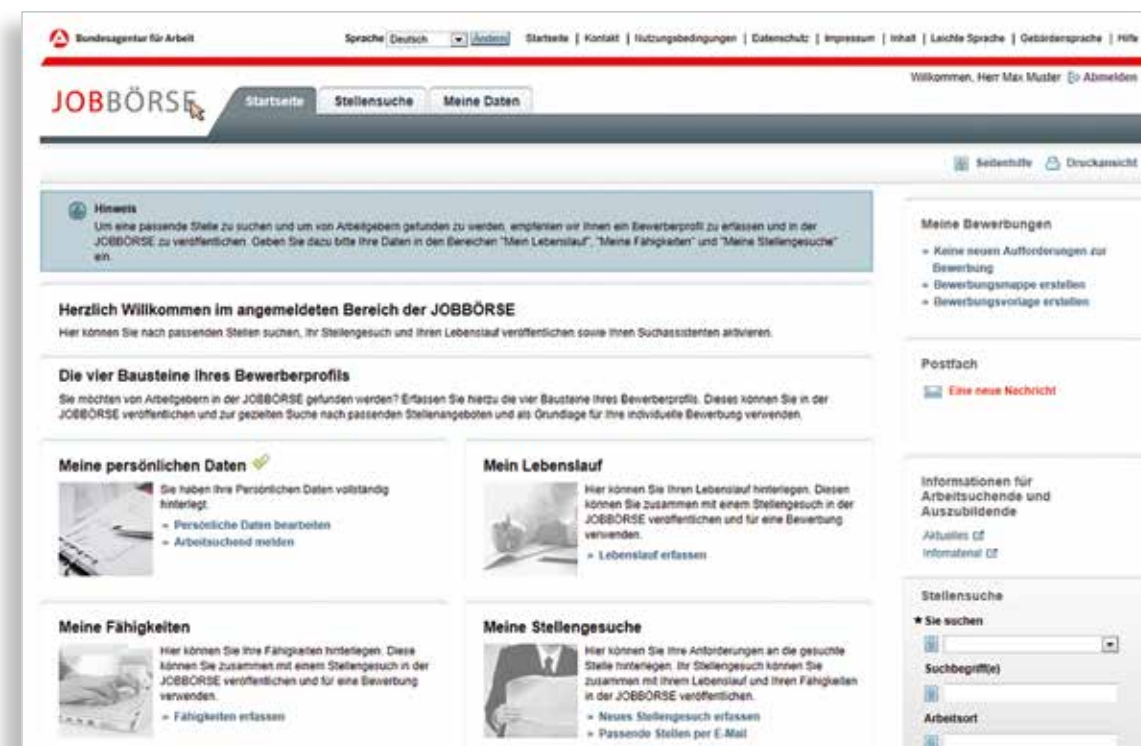 Bundesagentur für Arbeit
Sprache Deutsch Ändern Startseite | Kontakt | Nutzungsbedingungen | Datenschutz | Impressum | Inhalt | Leichte Sprache | Gebärdensprache | Hilfe
Willkommen, Herr Max Muster Abmelden
JOBBÖRSE Startseite Stellensuche Meine Daten
Seitenhilfe Druckansicht
Hinweis
Um eine passende Stelle zu suchen und um von Arbeitgebern gefunden zu werden, empfehlen wir Ihnen ein Bewerberprofil zu erfassen und in der
JOBBÖRSE zu veröffentlichen. Geben Sie dazu bitte Ihre Daten in den Bereichen "Mein Lebenslauf", "Meine Fähigkeiten" und "Meine Stellengesuche"
ein.
Herzlich Willkommen im angemeldeten Bereich der JOBBÖRSE
Hier können Sie nach passenden Stellen suchen, Ihr Stellengesuch und Ihren Lebenslauf veröffentlichen sowie Ihren Suchassistenten aktivieren.
Die vier Bausteine Ihres Bewerberprofils
Sie möchten von Arbeitgebern in der JOBBÖRSE gefunden werden? Erfassen Sie hierzu die vier Bausteine Ihres Bewerberprofils. Dieses können Sie in der
JOBBÖRSE veröffentlichen und zur gezielten Suche nach passenden Stellenangeboten und als Grundlage für Ihre individuelle Bewerbung verwenden.
Meine persönlichen Daten
Sie haben Ihre Persönlichen Daten vollständig
hinterlegt.
» Persönliche Daten bearbeiten
» Arbeitsuchend melden
Mein Lebenslauf
Hier können Sie Ihren Lebenslauf hinterlegen. Diesen
können Sie zusammen mit einem Stellengesuch in der
JOBBÖRSE veröffentlichen und für eine Bewerbung
verwenden.
» Lebenslauf erfassen
Meine Fähigkeiten
Hier können Sie Ihre Fähigkeiten hinterlegen. Diese
können Sie zusammen mit einem Stellengesuch in der
JOBBÖRSE veröffentlichen und für eine Bewerbung
verwenden.
» Fähigkeiten erfassen
Meine Stellengesuche
Hier können Sie Ihre Anforderungen an die gesuchte
Stelle hinterlegen. Ihr Stellengesuch können Sie
zusammen mit Ihrem Lebenslauf und Ihren Fähigkeiten
in der JOBBÖRSE veröffentlichen.
» Neues Stellengesuch erfassen
» Passende Stellen per E-Mail
Meine Bewerbungen
» Keine neuen Aufforderungen zur
Bewerbung
» Bewerbungsmappe erstellen
» Bewerbungsvorlage erstellen
Postfach
Eine neue Nachricht
Informationen für
Arbeitsuchende und
Auszubildende
Aktuelles
Infomaterial
Stellensuche
* Sie suchen
Suchbegriff(e)
Arbeitsort